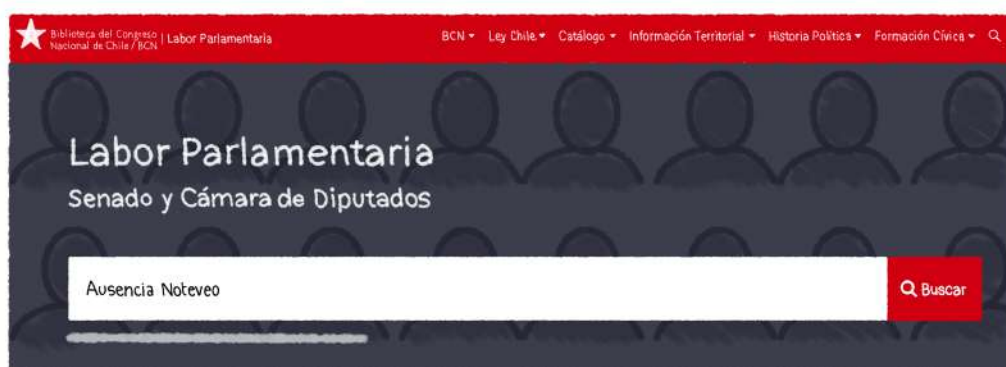 Biblioteca del Congreso
Nacional de Chile / BCN | Labor Parlamentaria
BCN Ley Chile Catálogo Información Territorial Historia Política Formación Cívica
Labor Parlamentaria
Senado y Cámara de Diputados
Ausencia Noteveo
Buscar